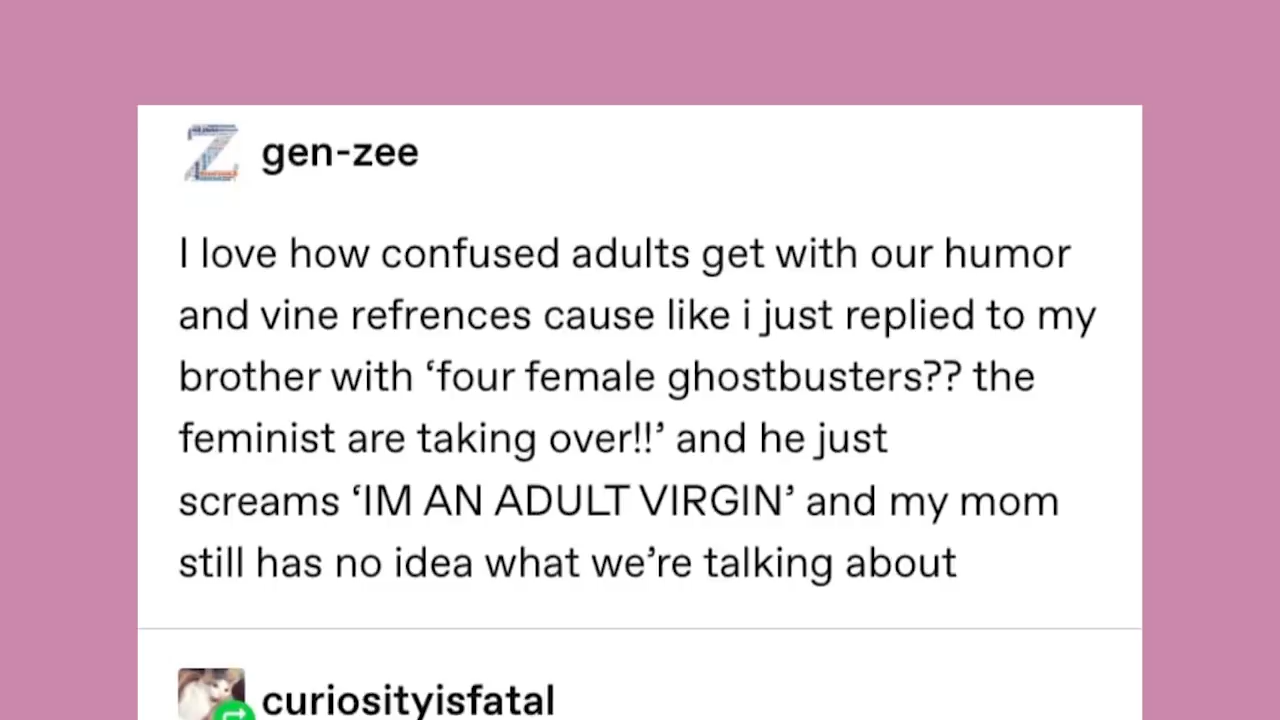 gen-zee
I love how confused adults get with our humor
and vine refrences cause like i just replied to my
brother with ‘four female ghostbusters?? the
feminist are taking over!!’ and he just
screams ‘IM AN ADULT VIRGIN’ and my mom
still has no idea what we’re talking about
curiosityisfatal